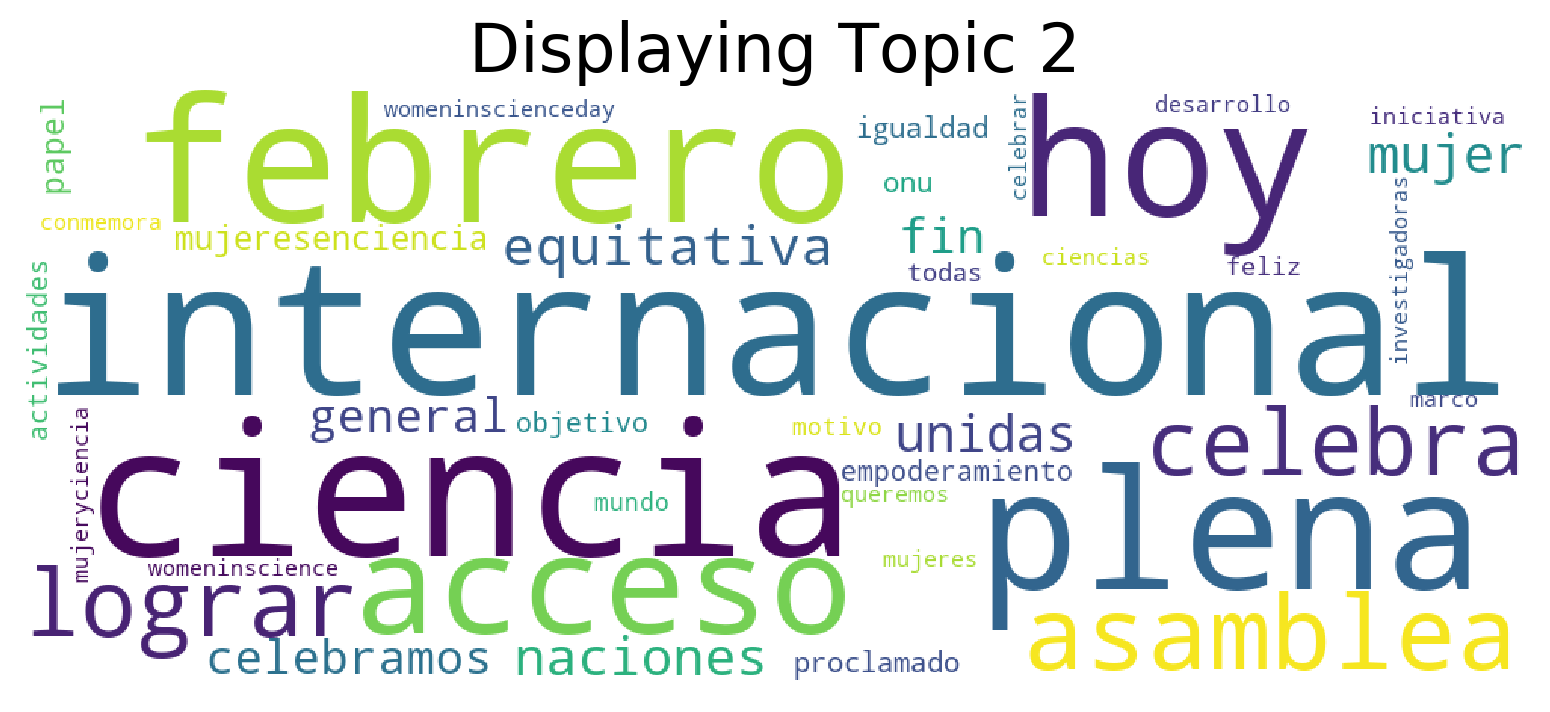 Displaying Topic 2
papel
febrero
womeninscienceday
igualdad
celebrar
hoy
desarrollo
iniciativa
mujer
onu
conmemora
mujeresenciencia
equitativa
fin
todas
ciencias
feliz
investigadoras
actividades
internacional
mujeryciencia
general
objetivo
motivo
unidas
marco
celebra
ciencia
mundo
empoderamiento
queremos
plena
womeninscience
lograr
acceso
mujeres
asamblea
celebramos
naciones
proclamado